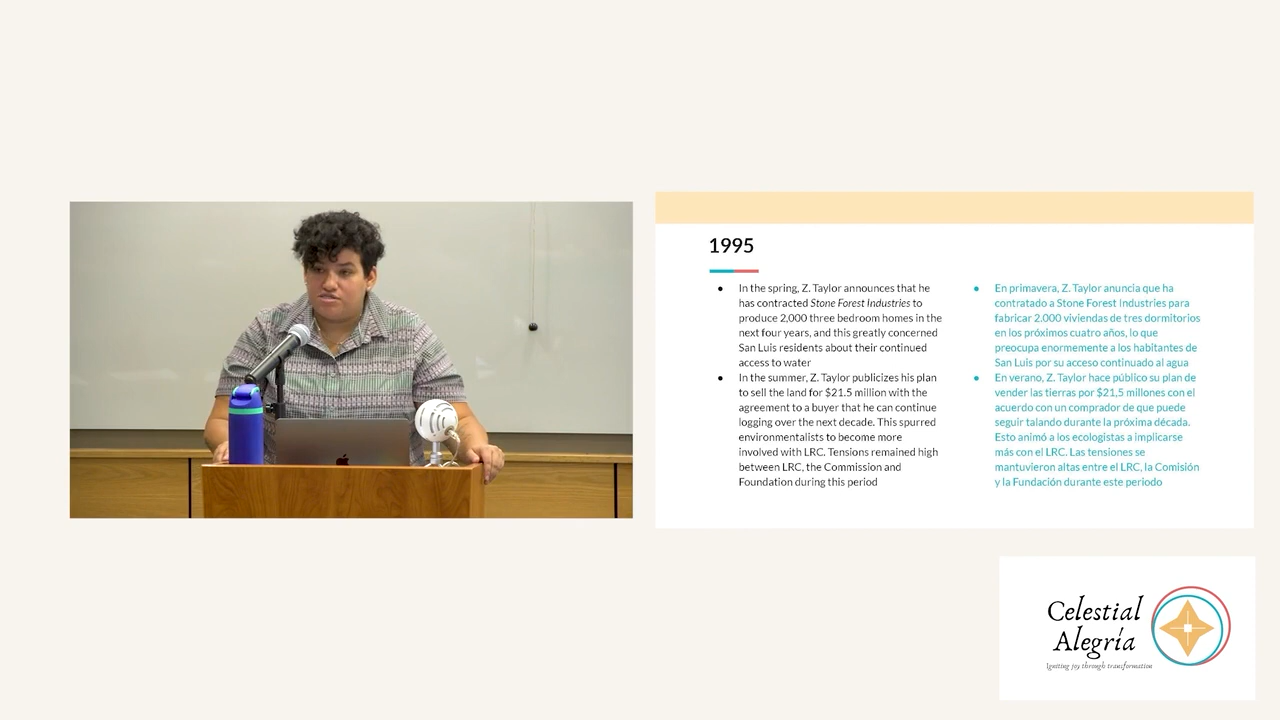 1995
● In the spring, Z. Taylor announces that he
has contracted Stone Forest Industries to
produce 2,000 three bedroom homes in the
next four years, and this greatly concerned
San Luis residents about their continued
access to water
● In the summer, Z. Taylor publicizes his plan
to sell the land for $21.5 million with the
agreement to a buyer that he can continue
logging over the next decade. This spurred
environmentalists to become more
involved with LRC. Tensions remained high
between LRC, the Commission and
Foundation during this period
● En primavera, Z. Taylor anuncia que ha
contratado a Stone Forest Industries para
fabricar 2.000 viviendas de tres dormitorios
en los próximos cuatro años, lo que
preocupa enormemente a los habitantes de
San Luis por su acceso continuado al agua
● En verano, Z. Taylor hace público su plan de
vender las tierras por $21,5 millones con el
acuerdo con un comprador de que puede
seguir talando durante la próxima década.
Esto animó a los ecologistas a implicarse
más con el LRC. Las tensiones se
mantuvieron altas entre el LRC, la Comisión
y la Fundación durante este periodo
Celestial
Alegría
Igniting joy through transformation